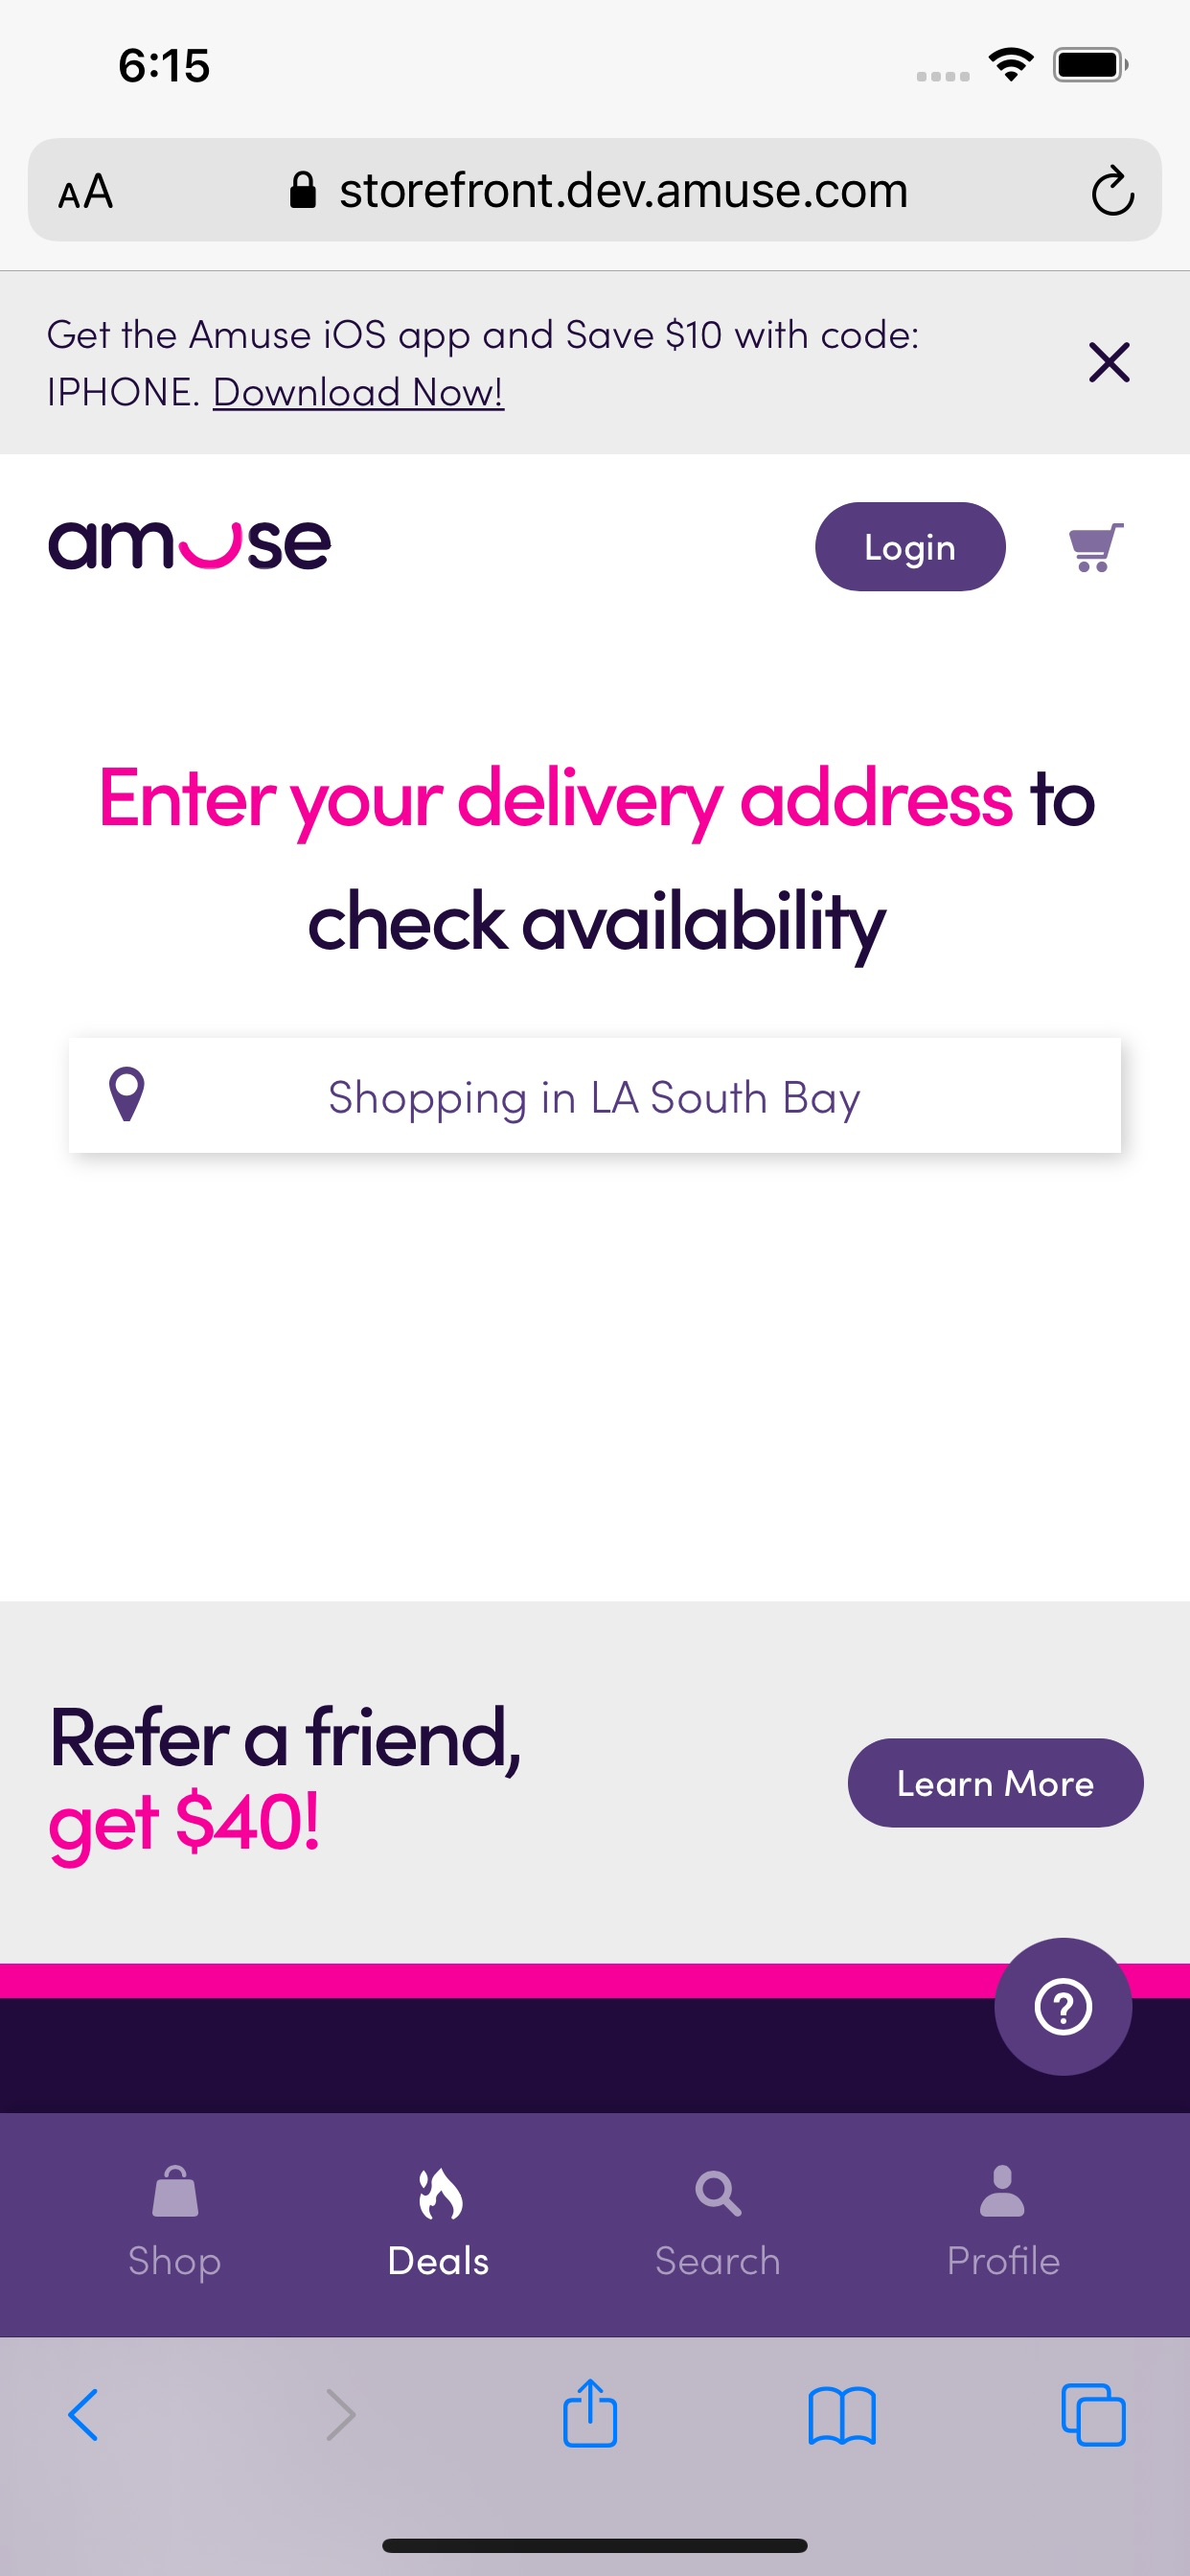 6:15
AA storefront.dev.amuse.com
Get the Amuse iOS app and Save $10 with code:
IPHONE. Download Now!
amuse
Login
Enter your delivery address to
check availability
Shopping in LA South Bay
Refer a friend,
get $40!
Learn More
?
Shop Deals Search Profile